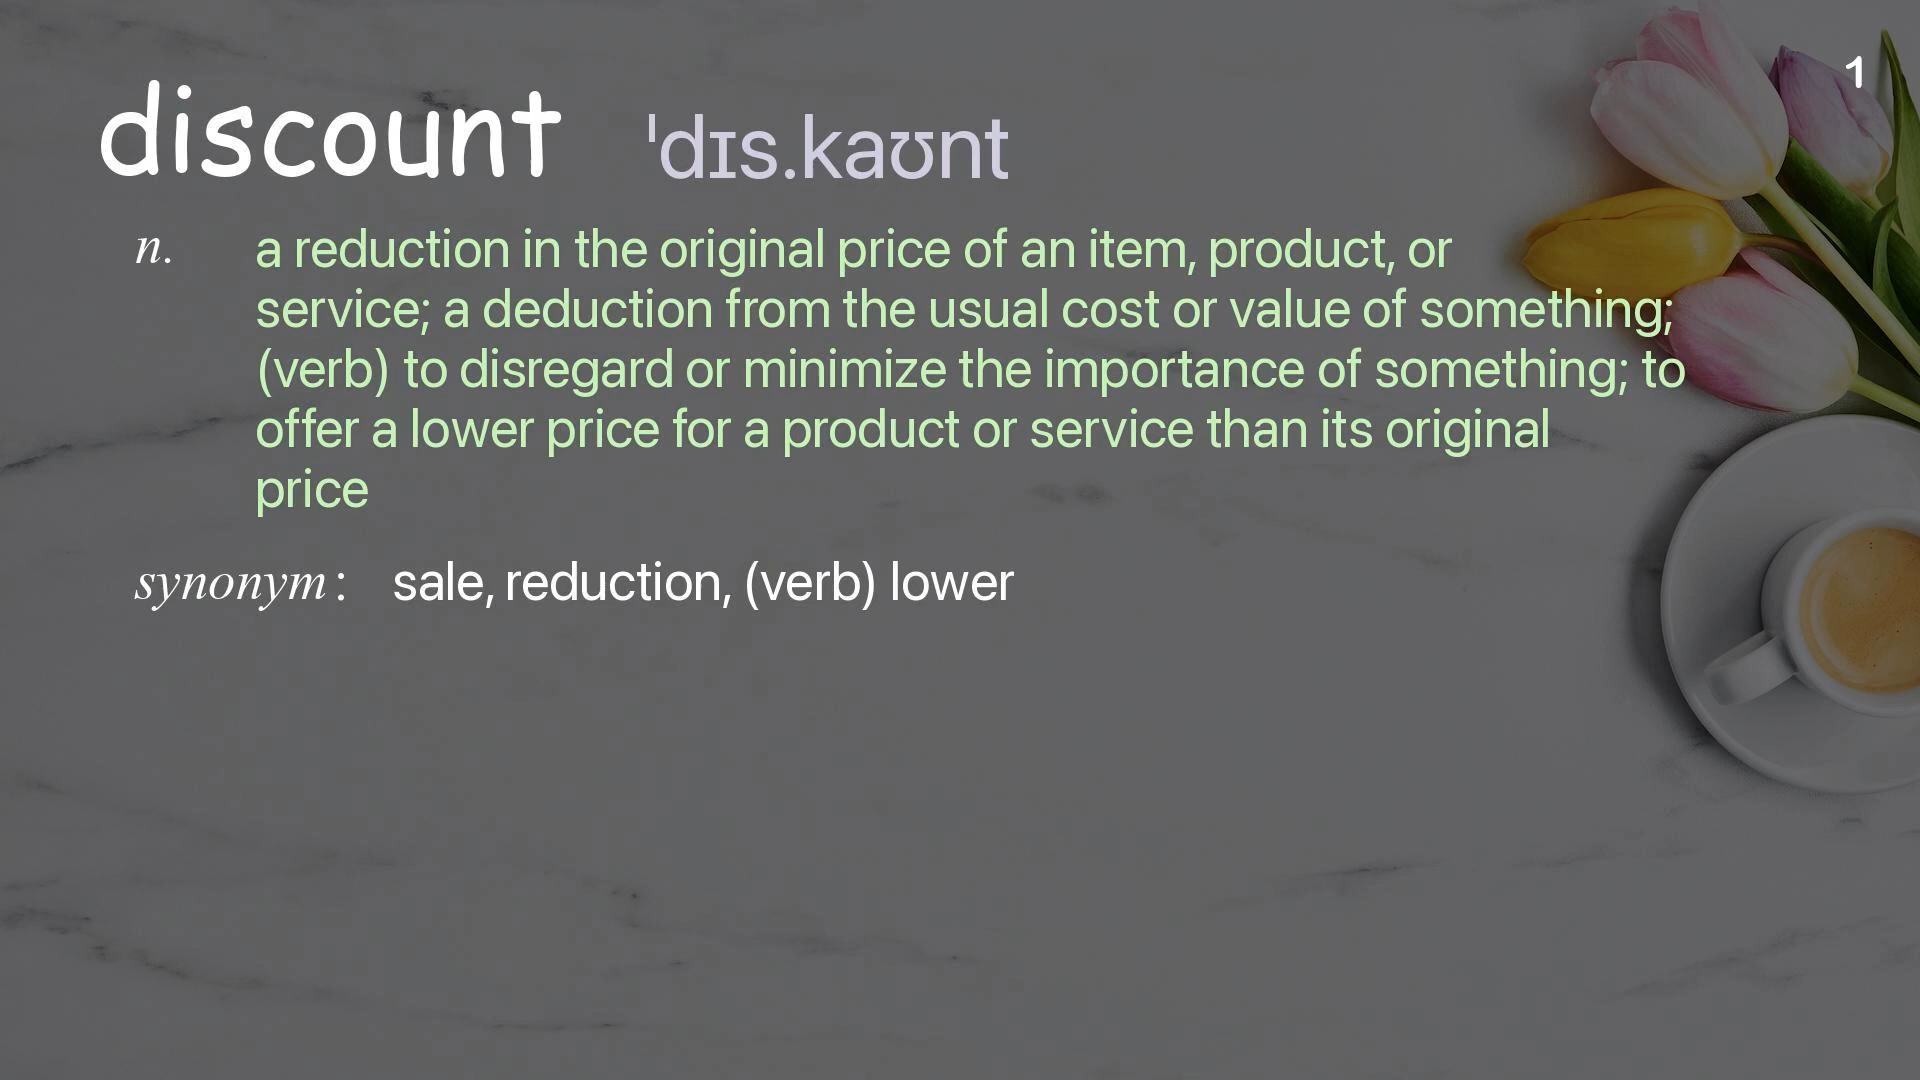 1
discount ˈdɪs.kaʊnt
n. a reduction in the original price of an item, product, or
service; a deduction from the usual cost or value of something;
(verb) to disregard or minimize the importance of something; to
offer a lower price for a product or service than its original
price
synonym: sale, reduction, (verb) lower